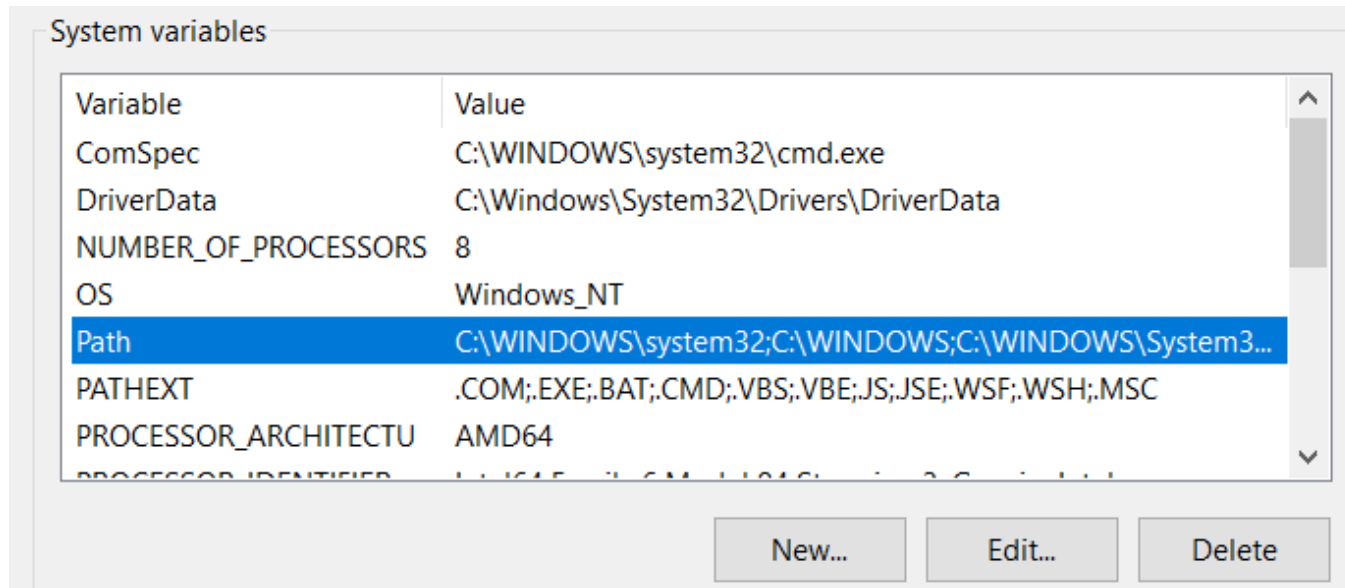 System variables
Variable Value
ComSpec C:\WINDOWS\system32\cmd.exe
DriverData C:\Windows\System32\Drivers\DriverData
NUMBER_OF_PROCESSORS 8
OS Windows_NT
Path C:\WINDOWS\system32;C:\WINDOWS;C:\WINDOWS\System3...
PATHEXT .COM;.EXE;.BAT;.CMD;.VBS;.VBE;.JS;.JSE;.WSF;.WSH;.MSC
PROCESSOR_ARCHITECTU AMD64
New... Edit... Delete